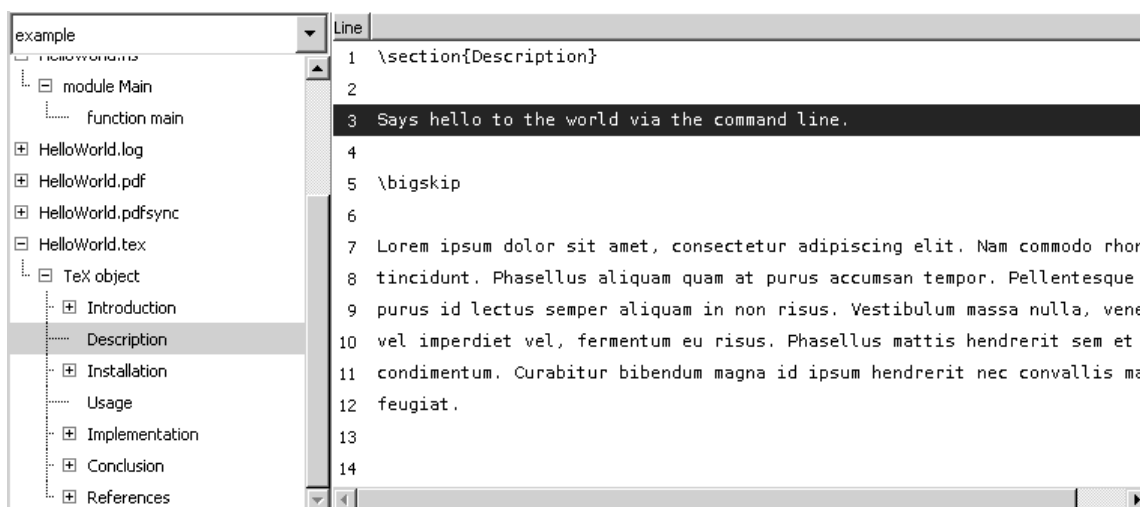 example
HelloWorld.hs
module Main
function main
HelloWorld.log
HelloWorld.pdf
HelloWorld.pdfsync
HelloWorld.tex
TeX object
Introduction
Description
Installation
Usage
Implementation
Conclusion
References
Line
1 \section{Description}
2
3 Says hello to the world via the command line.
4
5 \bigskip
6
7 Lorem ipsum dolor sit amet, consectetur adipiscing elit. Nam commodo rhor
8 tincidunt. Phasellus aliquam quam at purus accumsan tempor. Pellentesque
9 purus id lectus semper aliquam in non risus. Vestibulum massa nulla, vene
10 vel imperdiet vel, fermentum eu risus. Phasellus mattis hendrerit sem et
11 condimentum. Curabitur bibendum magna id ipsum hendrerit nec convallis ma
12 feugiat.
13
14